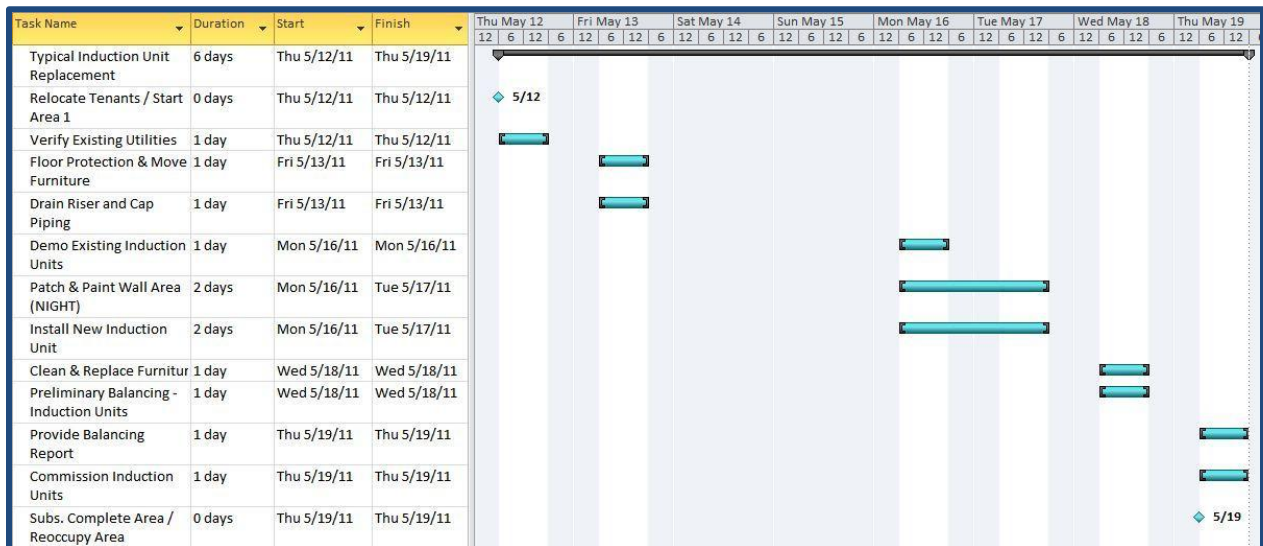 Task Name Duration Start Finish Thu May 12 Fri May 13 Sat May 14 Sun May 15 Mon May 16 Tue May 17 Wed May 18 Thu May 19
12 6 12 6 12 6 12 6 12 6 12 6 12 6 12 6 12 6 12 6 12 6 12 6 12 6 12 6 12 6 12
Typical Induction Unit 6 days Thu 5/12/11 Thu 5/19/11
Replacement
Relocate Tenants / Start 0 days Thu 5/12/11 Thu 5/12/11 5/12
Area 1
Verify Existing Utilities 1 day Thu 5/12/11 Thu 5/12/11
Floor Protection & Move 1 day Fri 5/13/11 Fri 5/13/11
Furniture
Drain Riser and Cap 1 day Fri 5/13/11 Fri 5/13/11
Piping
Demo Existing Induction 1 day Mon 5/16/11 Mon 5/16/11
Units
Patch & Paint Wall Area 2 days Mon 5/16/11 Tue 5/17/11
(NIGHT)
Install New Induction 2 days Mon 5/16/11 Tue 5/17/11
Unit
Clean & Replace Furnitur 1 day Wed 5/18/11 Wed 5/18/11
Preliminary Balancing - 1 day Wed 5/18/11 Wed 5/18/11
Induction Units
Provide Balancing 1 day Thu 5/19/11 Thu 5/19/11
Report
Commission Induction 1 day Thu 5/19/11 Thu 5/19/11
Units
Subs. Complete Area / 0 days Thu 5/19/11 Thu 5/19/11 5/19
Reoccupy Area